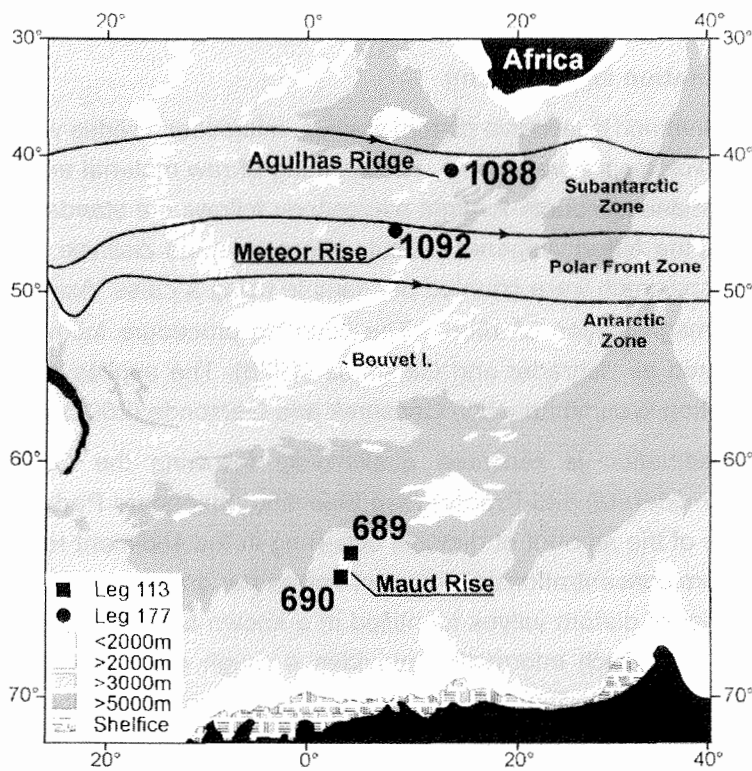 20° 0° 20° 40°
30° 30°
Africa
40° 40°
Agulhas Ridge 1088
Subantarctic
Zone
Meteor Rise 1092
Polar Front Zone
50° 50°
Antarctic
Zone
Bouvet I.
60° 60°
689
690 Maud Rise
Leg 113
Leg 177
<2000m
>2000m
>3000m
>5000m
Shelfice
70° 70°
20° 0° 20° 40°